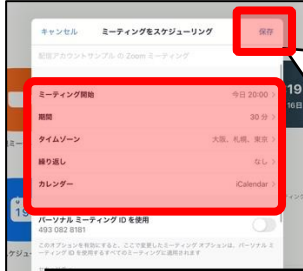 キャンセル ミーティングをスケジューリング 保存
配信アカウントサンプル の Zoom ミーティング
ミーティング開始 今日 20:00
19
期間 30 分
16日
タイムゾーン 大阪、札幌、東京
繰り返し なし
カレンダー iCalendar
パーソナル ミーティング ID を使用
493 082 8181
このオプションを有効にすると、ここで変更したミーティング オプションは、パーソナル ミ
ーティング ID を使用するすべてのミーティングに適用されます